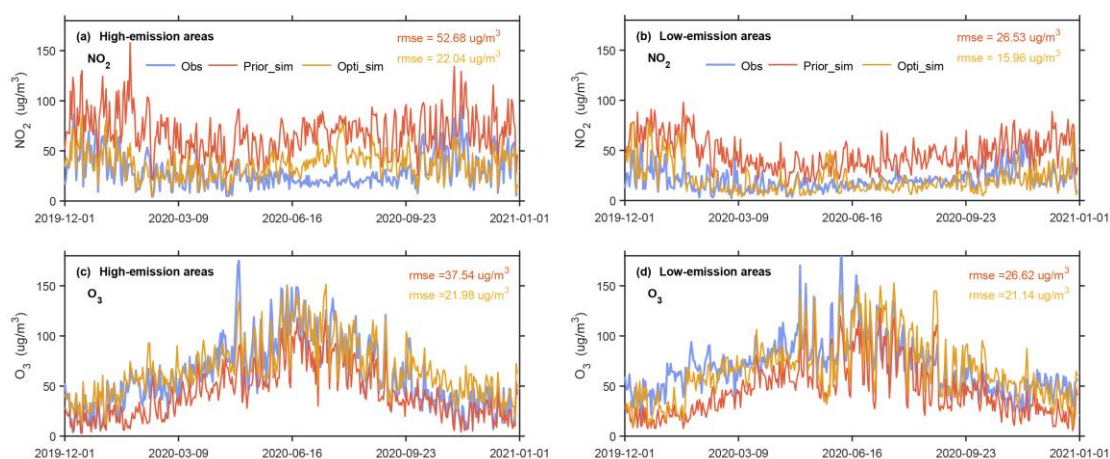 (a) High-emission areas
rmse = 52.68 ug/m³
rmse = 22.04 ug/m³
NO₂
Obs
Prior_sim
Opti_sim
NO₂ (ug/m³)
150
100
50
0
2019-12-01
2020-03-09
2020-06-16
2020-09-23
2021-01-01
(b) Low-emission areas
rmse = 26.53 ug/m³
rmse = 15.96 ug/m³
NO₂
Obs
Prior_sim
Opti_sim
NO₂ (ug/m³)
150
100
50
0
2019-12-01
2020-03-09
2020-06-16
2020-09-23
2021-01-01
(c) High-emission areas
rmse =37.54 ug/m³
rmse =21.98 ug/m³
O₃
O₃ (ug/m³)
150
100
50
0
2019-12-01
2020-03-09
2020-06-16
2020-09-23
2021-01-01
(d) Low-emission areas
rmse =26.62 ug/m³
rmse =21.14 ug/m³
O₃
O₃ (ug/m³)
150
100
50
0
2019-12-01
2020-03-09
2020-06-16
2020-09-23
2021-01-01